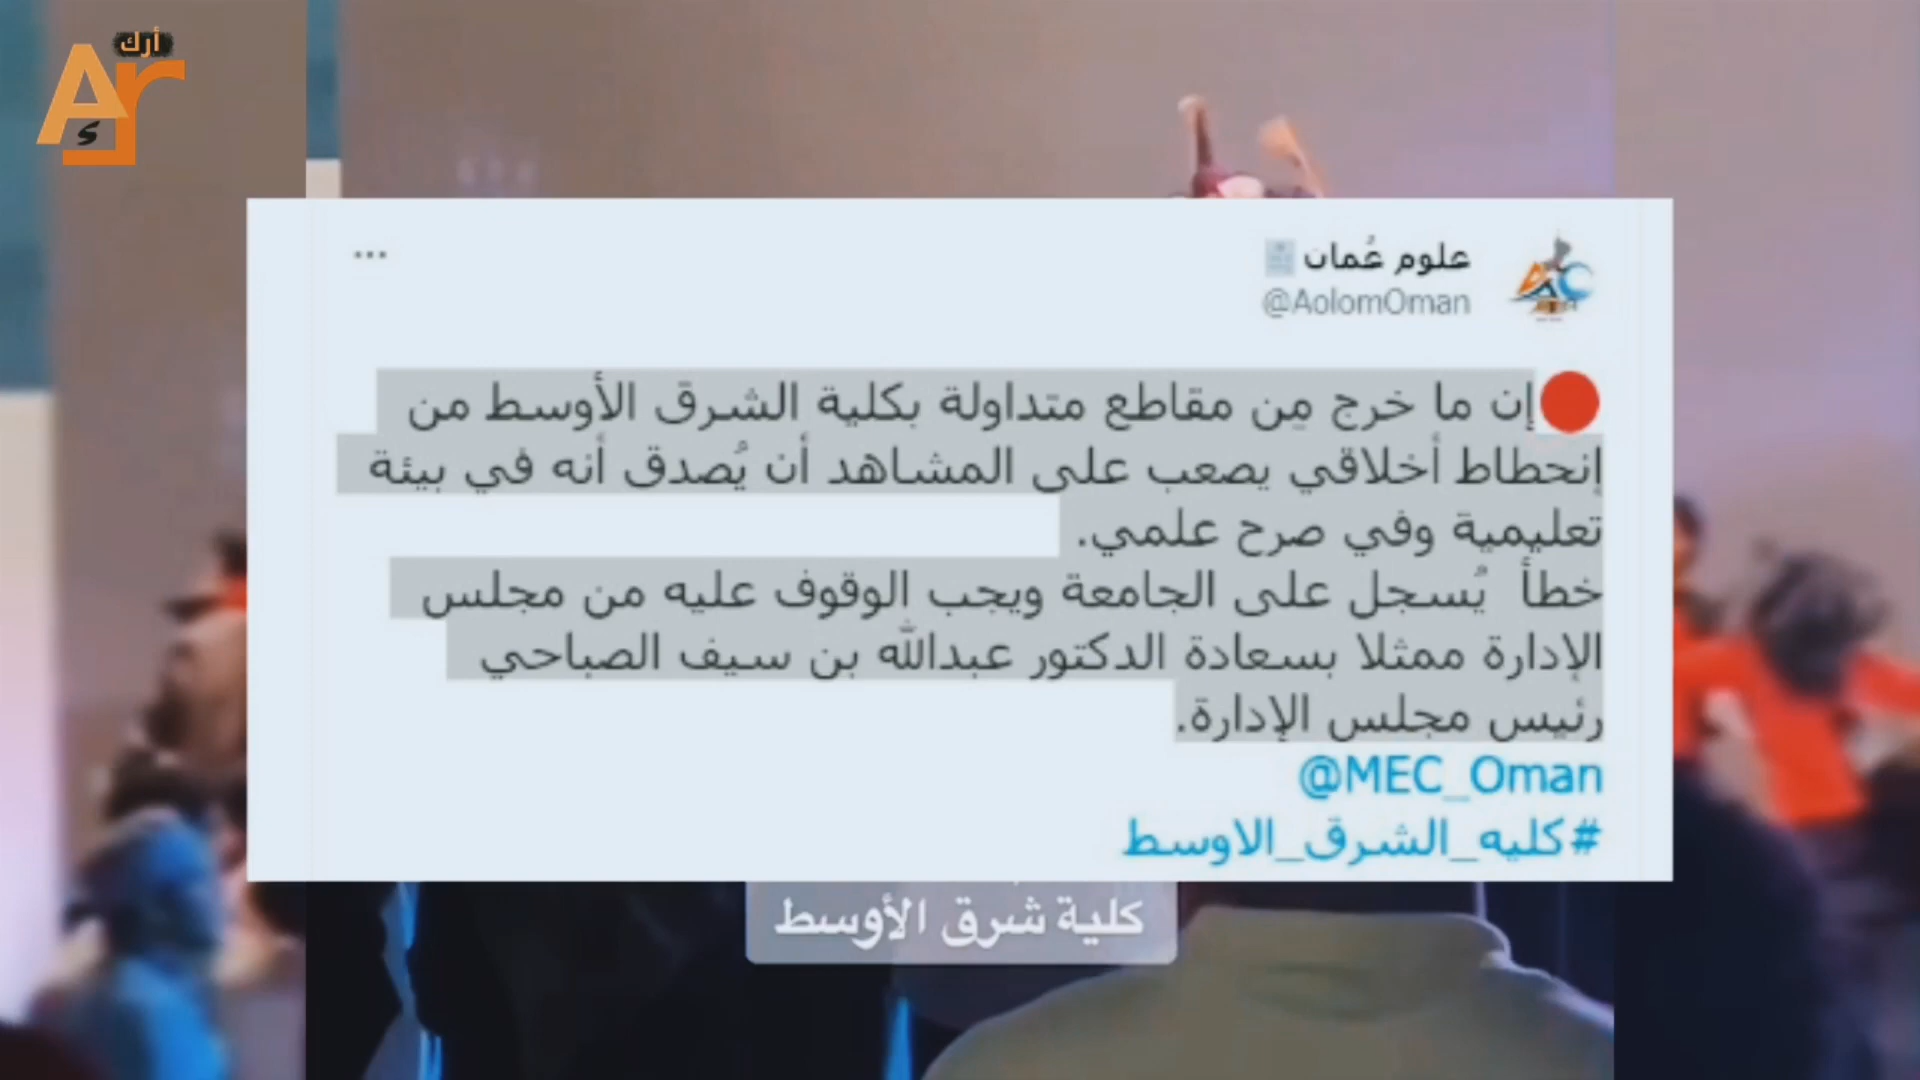 أرك
Ar
علوم عُمان
@AolomOman
إن ما خرج مِن مقاطع متداولة بكلية الشرق الأوسط من
إنحطاط أخلاقي يصعب على المشاهد أن يُصدق أنه في بيئة
تعليمية وفي صرح علمي.
خطأ يُسجل على الجامعة ويجب الوقوف عليه من مجلس
الإدارة ممثلا بسعادة الدكتور عبدالله بن سيف الصباحي
رئيس مجلس الإدارة.
@MEC_Oman
#كليه_الشرق_الاوسط
كلية شرق الأوسط